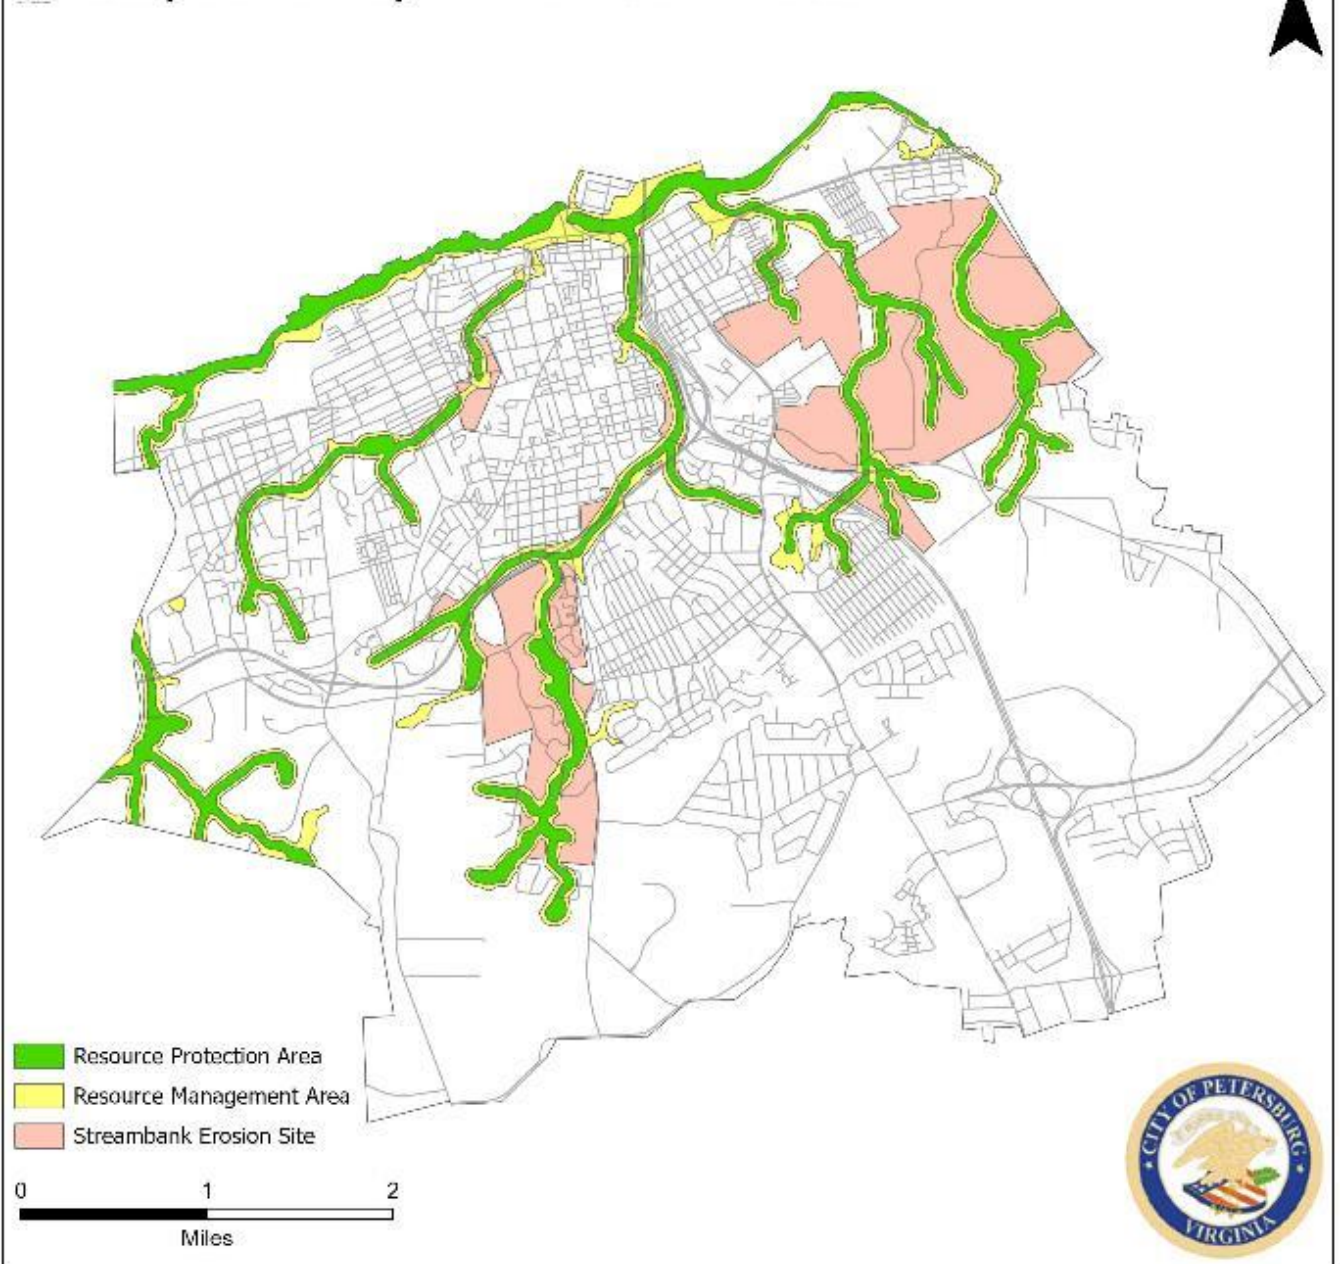 Resource Protection Area
Resource Management Area
Streambank Erosion Site
0 1 2
Miles
CITY OF PETERSBURG
VIRGINIA